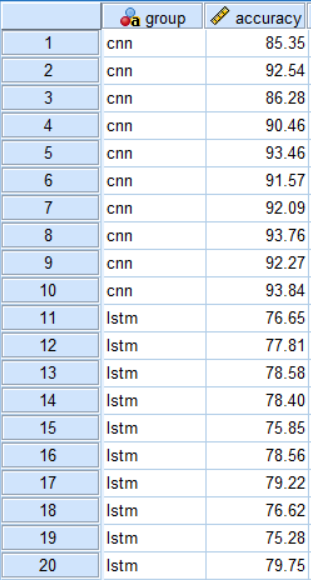 group accuracy
1 cnn 85.35
2 cnn 92.54
3 cnn 86.28
4 cnn 90.46
5 cnn 93.46
6 cnn 91.57
7 cnn 92.09
8 cnn 93.76
9 cnn 92.27
10 cnn 93.84
11 lstm 76.65
12 lstm 77.81
13 lstm 78.58
14 lstm 78.40
15 lstm 75.85
16 lstm 78.56
17 lstm 79.22
18 lstm 76.62
19 lstm 75.28
20 lstm 79.75